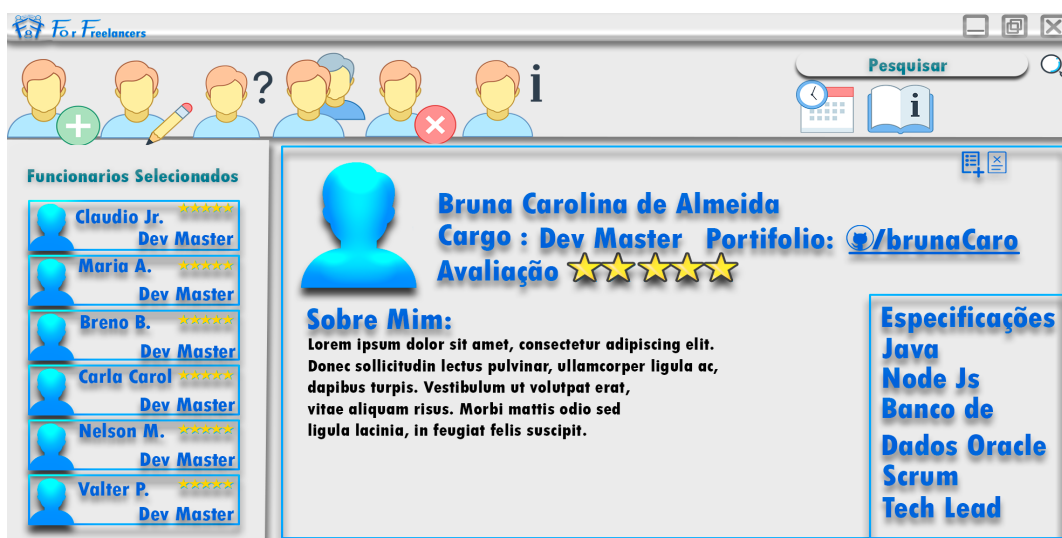 For Freelancers
?
i
Pesquisar
i
Funcionarios Selecionados
Claudio Jr.
Dev Master
Maria A.
Dev Master
Breno B.
Dev Master
Carla Carol
Dev Master
Nelson M.
Dev Master
Valter P.
Dev Master
Bruna Carolina de Almeida
Cargo : Dev Master Portifolio: /brunaCaro
Avaliação
Sobre Mim:
Lorem ipsum dolor sit amet, consectetur adipiscing elit.
Donec sollicitudin lectus pulvinar, ullamcorper ligula ac,
dapibus turpis. Vestibulum ut volutpat erat,
vitae aliquam risus. Morbi mattis odio sed
ligula lacinia, in feugiat felis suscipit.
Especificações
Java
Node Js
Banco de
Dados Oracle
Scrum
Tech Lead